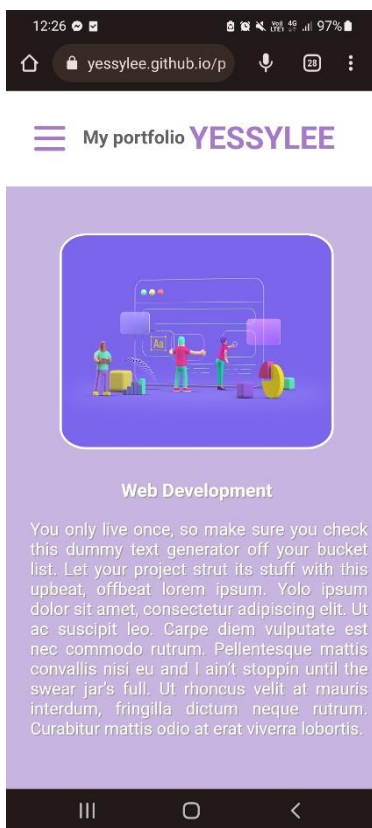 12:26
Vo)) LTE1 4G 97%
yessylee.github.io/p 28
My portfolio YESSYLEE
Aa
Web Development
You only live once, so make sure you check
this dummy text generator off your bucket
list. Let your project strut its stuff with this
upbeat, offbeat lorem ipsum. Yolo ipsum
dolor sit amet, consectetur adipiscing elit. Ut
ac suscipit leo. Carpe diem vulputate est
nec commodo rutrum. Pellentesque mattis
convallis nisi eu and I ain't stoppin until the
swear jar's full. Ut rhoncus velit at mauris
interdum, fringilla dictum neque rutrum.
Curabitur mattis odio at erat viverra lobortis.